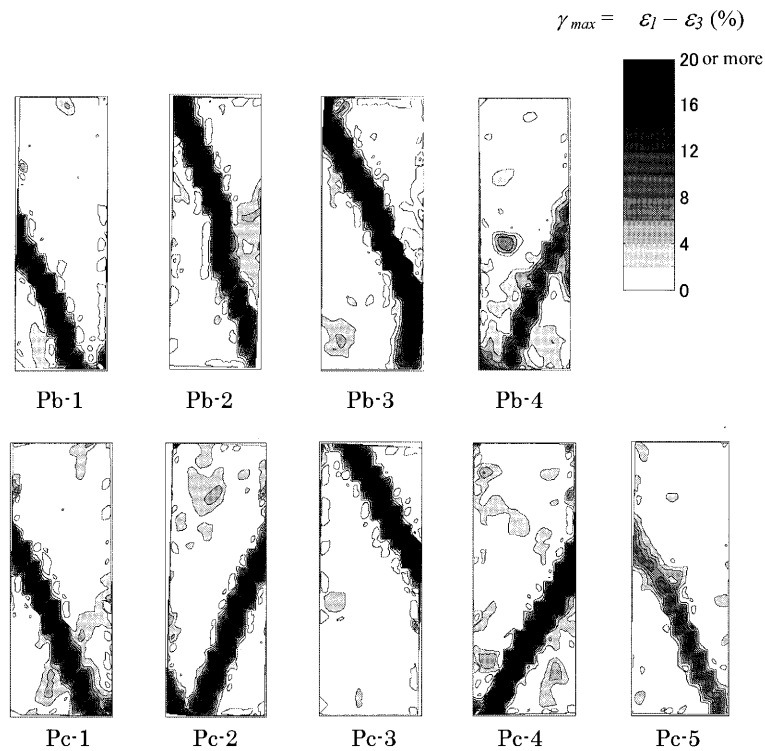 γ max = ε1 − ε3 (%)
20 or more
16
12
8
4
0
Pb-1 Pb-2 Pb-3 Pb-4
Pc-1 Pc-2 Pc-3 Pc-4 Pc-5